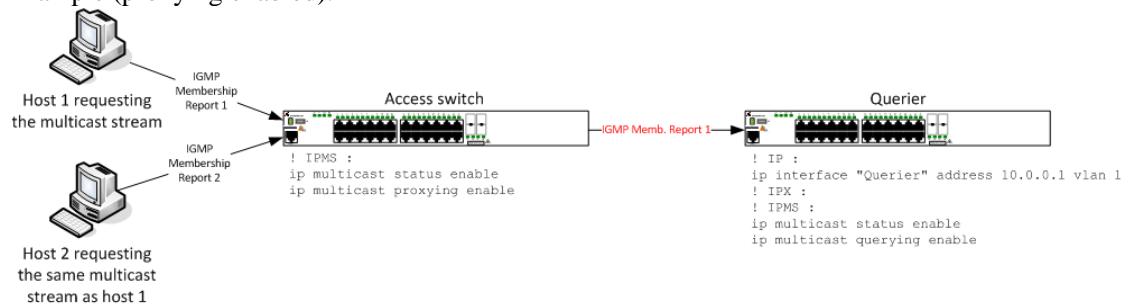 Host 1 requesting
the multicast stream
IGMP
Membership
Report 1
IGMP
Membership
Report 2
Host 2 requesting
the same multicast
stream as host 1
Access switch
! IPMS :
ip multicast status enable
ip multicast proxying enable
IGMP Memb. Report 1
Querier
! IP :
ip interface "Querier" address 10.0.0.1 vlan 1
! IPX :
! IPMS :
ip multicast status enable
ip multicast querying enable